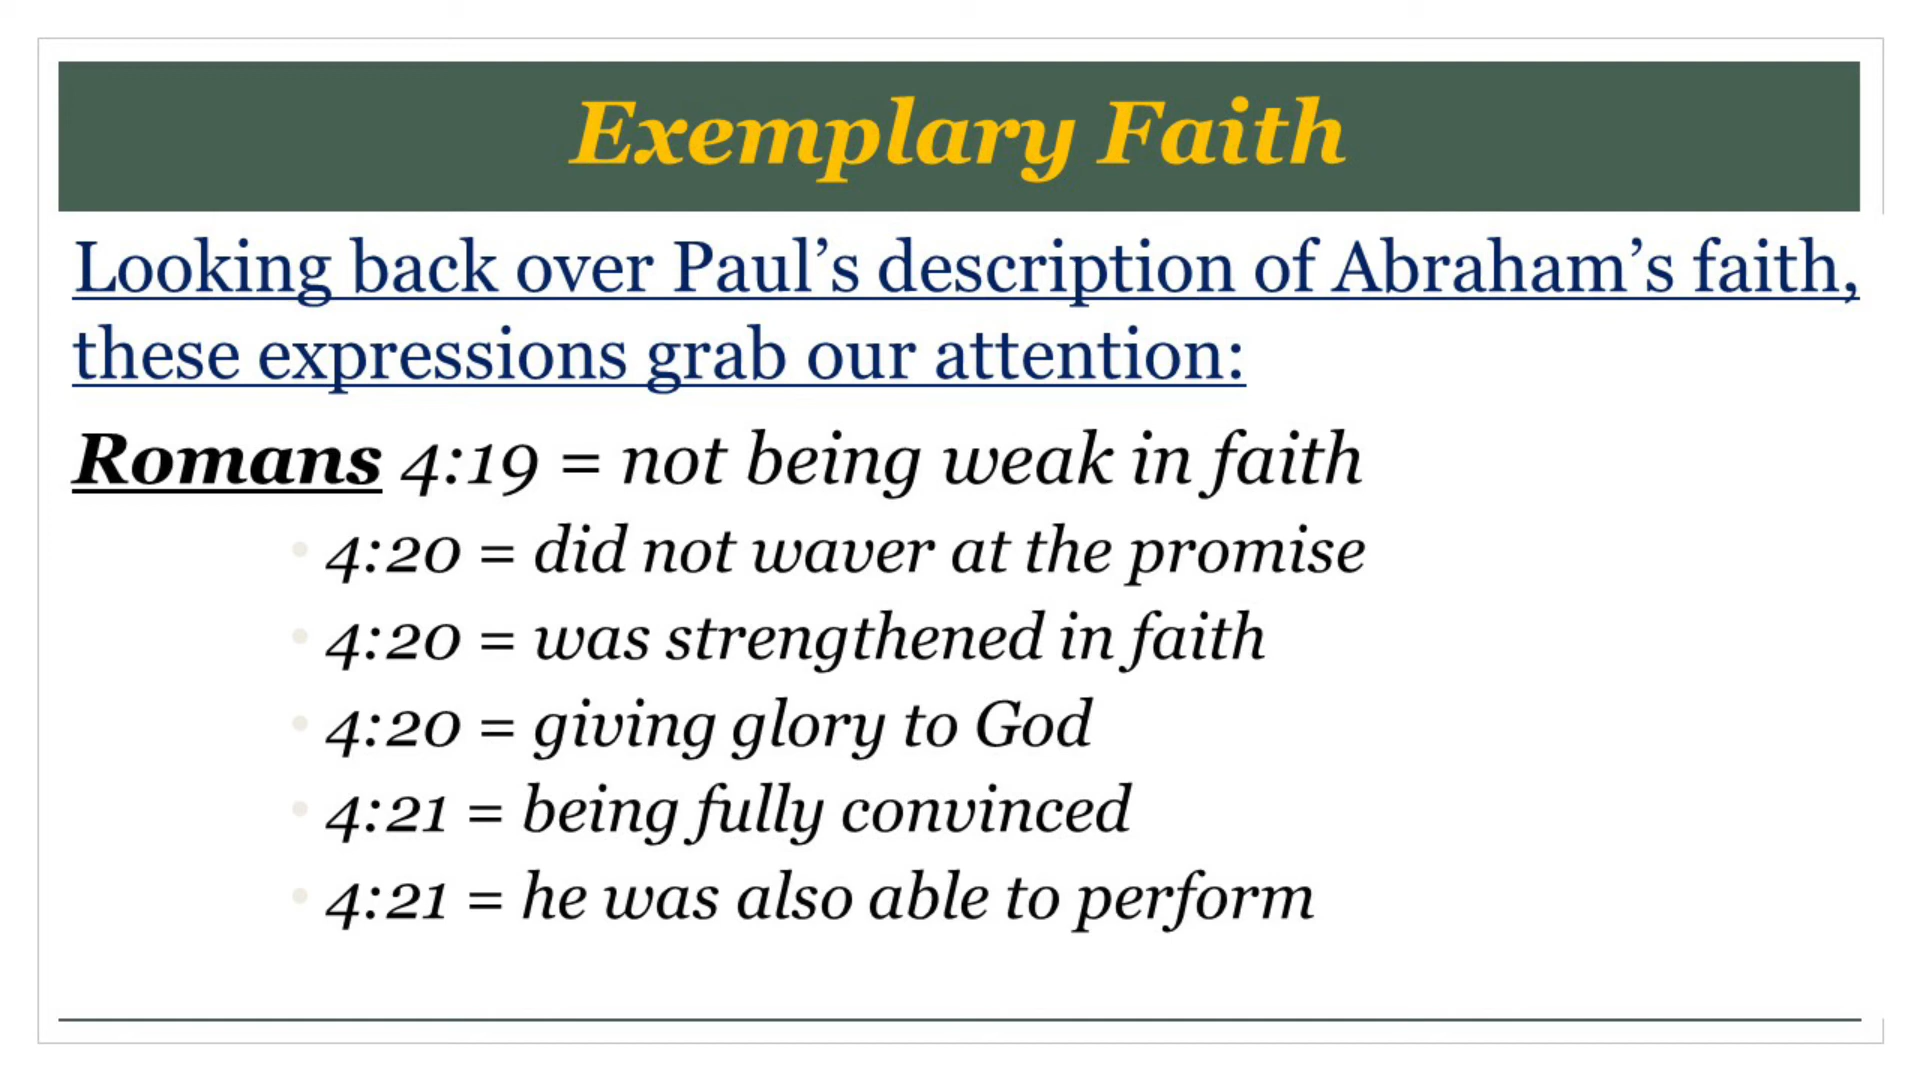 Exemplary Faith
Looking back over Paul’s description of Abraham’s faith,
these expressions grab our attention:
Romans 4:19 = not being weak in faith
• 4:20 = did not waver at the promise
• 4:20 = was strengthened in faith
• 4:20 = giving glory to God
• 4:21 = being fully convinced
• 4:21 = he was also able to perform